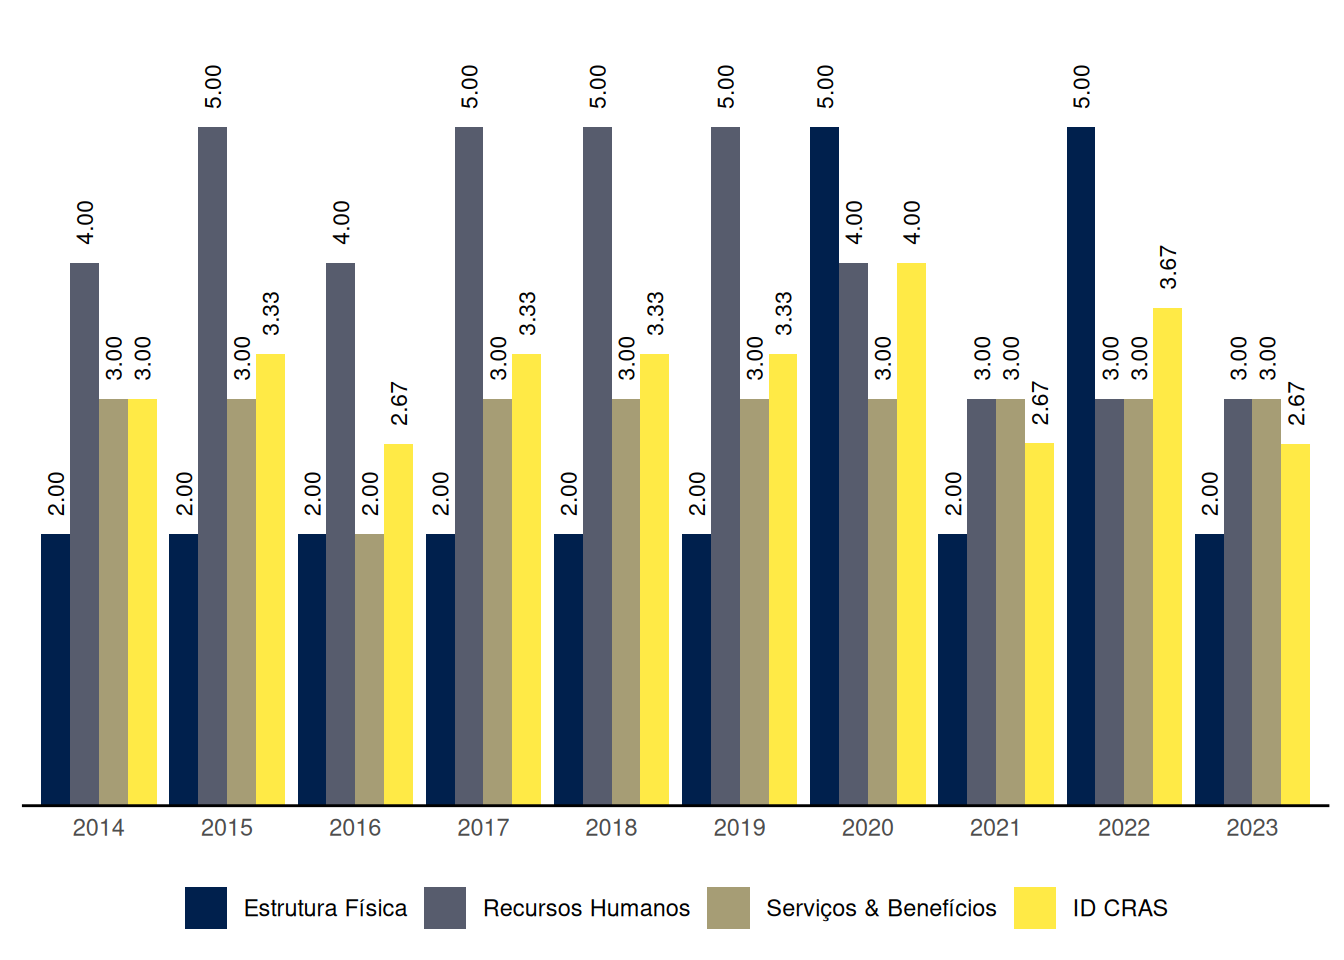 2.00 4.00 3.00 3.00 2.00 5.00 3.00 3.33 2.00 4.00 2.00 2.67 2.00 5.00 3.00 3.33 2.00 5.00 3.00 3.33 2.00 5.00 3.00 3.33 5.00 4.00 3.00 4.00 2.00 3.00 3.00 2.67 5.00 3.00 3.00 3.67 2.00 3.00 3.00 2.67
2014 2015 2016 2017 2018 2019 2020 2021 2022 2023
Estrutura Física Recursos Humanos Serviços & Benefícios ID CRAS